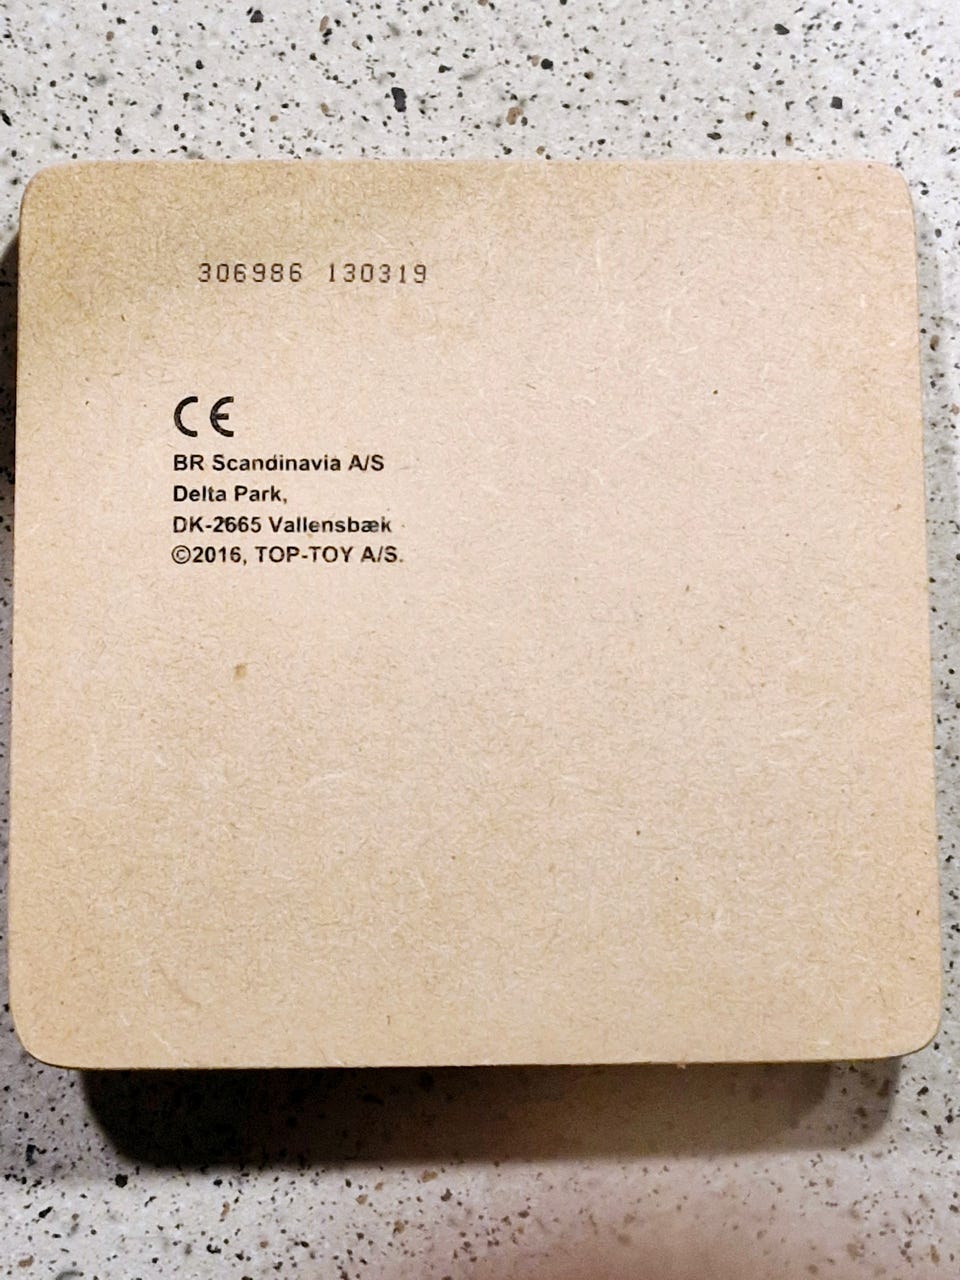 306986 130319
CE
BR Scandinavia A/S
Delta Park,
DK-2665 Vallensbæk
©2016, TOP-TOY A/S.